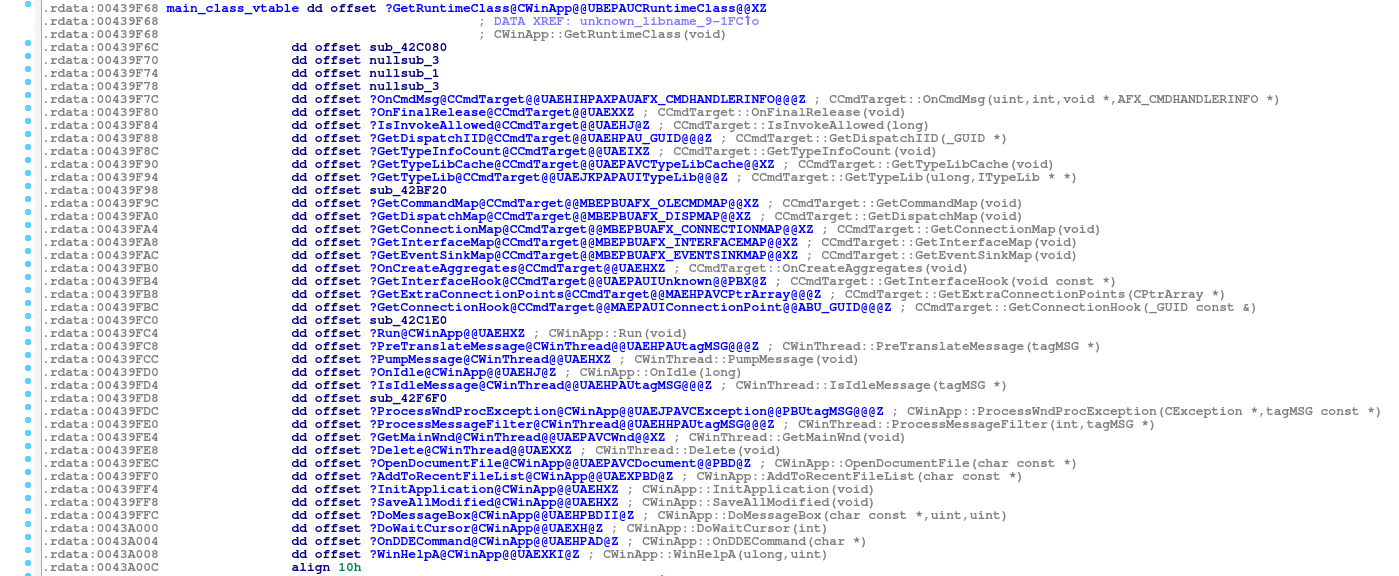 .rdata:00439F68 main_class_vtable dd offset ?GetRuntimeClass@CWinApp@@UBEPAUCRuntimeClass@@XZ
.rdata:00439F68 ; DATA XREF: unknown_libname_9-1FC↑o
.rdata:00439F68 ; CWinApp::GetRuntimeClass(void)
.rdata:00439F6C dd offset sub_42C080
.rdata:00439F70 dd offset nullsub_3
.rdata:00439F74 dd offset nullsub_1
.rdata:00439F78 dd offset nullsub_3
.rdata:00439F7C dd offset ?OnCmdMsg@CCmdTarget@@UAEHIHPAXPAUAFX_CMDHANDLERINFO@@@Z ; CCmdTarget::OnCmdMsg(uint,int,void *,AFX_CMDHANDLERINFO *)
.rdata:00439F80 dd offset ?OnFinalRelease@CCmdTarget@@UAEXXZ ; CCmdTarget::OnFinalRelease(void)
.rdata:00439F84 dd offset ?IsInvokeAllowed@CCmdTarget@@UAEHJ@Z ; CCmdTarget::IsInvokeAllowed(long)
.rdata:00439F88 dd offset ?GetDispatchIID@CCmdTarget@@UAEHPAU_GUID@@@Z ; CCmdTarget::GetDispatchIID(_GUID *)
.rdata:00439F8C dd offset ?GetTypeInfoCount@CCmdTarget@@UAEIXZ ; CCmdTarget::GetTypeInfoCount(void)
.rdata:00439F90 dd offset ?GetTypeLibCache@CCmdTarget@@UAEPAVCTypeLibCache@@XZ ; CCmdTarget::GetTypeLibCache(void)
.rdata:00439F94 dd offset ?GetTypeLib@CCmdTarget@@UAEJKPAPAUITypeLib@@@Z ; CCmdTarget::GetTypeLib(ulong,ITypeLib * *)
.rdata:00439F98 dd offset sub_42BF20
.rdata:00439F9C dd offset ?GetCommandMap@CCmdTarget@@MBEPBUAFX_OLECMDMAP@@XZ ; CCmdTarget::GetCommandMap(void)
.rdata:00439FA0 dd offset ?GetDispatchMap@CCmdTarget@@MBEPBUAFX_DISPMAP@@XZ ; CCmdTarget::GetDispatchMap(void)
.rdata:00439FA4 dd offset ?GetConnectionMap@CCmdTarget@@MBEPBUAFX_CONNECTIONMAP@@XZ ; CCmdTarget::GetConnectionMap(void)
.rdata:00439FA8 dd offset ?GetInterfaceMap@CCmdTarget@@MBEPBUAFX_INTERFACEMAP@@XZ ; CCmdTarget::GetInterfaceMap(void)
.rdata:00439FAC dd offset ?GetEventSinkMap@CCmdTarget@@MBEPBUAFX_EVENTSINKMAP@@XZ ; CCmdTarget::GetEventSinkMap(void)
.rdata:00439FB0 dd offset ?OnCreateAggregates@CCmdTarget@@UAEHXZ ; CCmdTarget::OnCreateAggregates(void)
.rdata:00439FB4 dd offset ?GetInterfaceHook@CCmdTarget@@UAEPAUIUnknown@@PBX@Z ; CCmdTarget::GetInterfaceHook(void const *)
.rdata:00439FB8 dd offset ?GetExtraConnectionPoints@CCmdTarget@@MAEHPAVCPtrArray@@@Z ; CCmdTarget::GetExtraConnectionPoints(CPtrArray *)
.rdata:00439FBC dd offset ?GetConnectionHook@CCmdTarget@@MAEPAUIConnectionPoint@@ABU_GUID@@@Z ; CCmdTarget::GetConnectionHook(_GUID const &)
.rdata:00439FC0 dd offset sub_42C1E0
.rdata:00439FC4 dd offset ?Run@CWinApp@@UAEHXZ ; CWinApp::Run(void)
.rdata:00439FC8 dd offset ?PreTranslateMessage@CWinThread@@UAEHPAUtagMSG@@@Z ; CWinThread::PreTranslateMessage(tagMSG *)
.rdata:00439FCC dd offset ?PumpMessage@CWinThread@@UAEHXZ ; CWinThread::PumpMessage(void)
.rdata:00439FD0 dd offset ?OnIdle@CWinApp@@UAEHJ@Z ; CWinApp::OnIdle(long)
.rdata:00439FD4 dd offset ?IsIdleMessage@CWinThread@@UAEHPAUtagMSG@@@Z ; CWinThread::IsIdleMessage(tagMSG *)
.rdata:00439FD8 dd offset sub_42F6F0
.rdata:00439FDC dd offset ?ProcessWndProcException@CWinApp@@UAEJPAVCException@@PBUtagMSG@@@Z ; CWinApp::ProcessWndProcException(CException *,tagMSG const *)
.rdata:00439FE0 dd offset ?ProcessMessageFilter@CWinThread@@UAEHHPAUtagMSG@@@Z ; CWinThread::ProcessMessageFilter(int,tagMSG *)
.rdata:00439FE4 dd offset ?GetMainWnd@CWinThread@@UAEPAVCWnd@@XZ ; CWinThread::GetMainWnd(void)
.rdata:00439FE8 dd offset ?Delete@CWinThread@@UAEXXZ ; CWinThread::Delete(void)
.rdata:00439FEC dd offset ?OpenDocumentFile@CWinApp@@UAEPAVCDocument@@PBD@Z ; CWinApp::OpenDocumentFile(char const *)
.rdata:00439FF0 dd offset ?AddToRecentFileList@CWinApp@@UAEXPBD@Z ; CWinApp::AddToRecentFileList(char const *)
.rdata:00439FF4 dd offset ?InitApplication@CWinApp@@UAEHXZ ; CWinApp::InitApplication(void)
.rdata:00439FF8 dd offset ?SaveAllModified@CWinApp@@UAEHXZ ; CWinApp::SaveAllModified(void)
.rdata:00439FFC dd offset ?DoMessageBox@CWinApp@@UAEHPBDII@Z ; CWinApp::DoMessageBox(char const *,uint,uint)
.rdata:0043A000 dd offset ?DoWaitCursor@CWinApp@@UAEXH@Z ; CWinApp::DoWaitCursor(int)
.rdata:0043A004 dd offset ?OnDDECommand@CWinApp@@UAEHPAD@Z ; CWinApp::OnDDECommand(char *)
.rdata:0043A008 dd offset ?WinHelpA@CWinApp@@UAEXKI@Z ; CWinApp::WinHelpA(ulong,uint)
.rdata:0043A00C align 10h